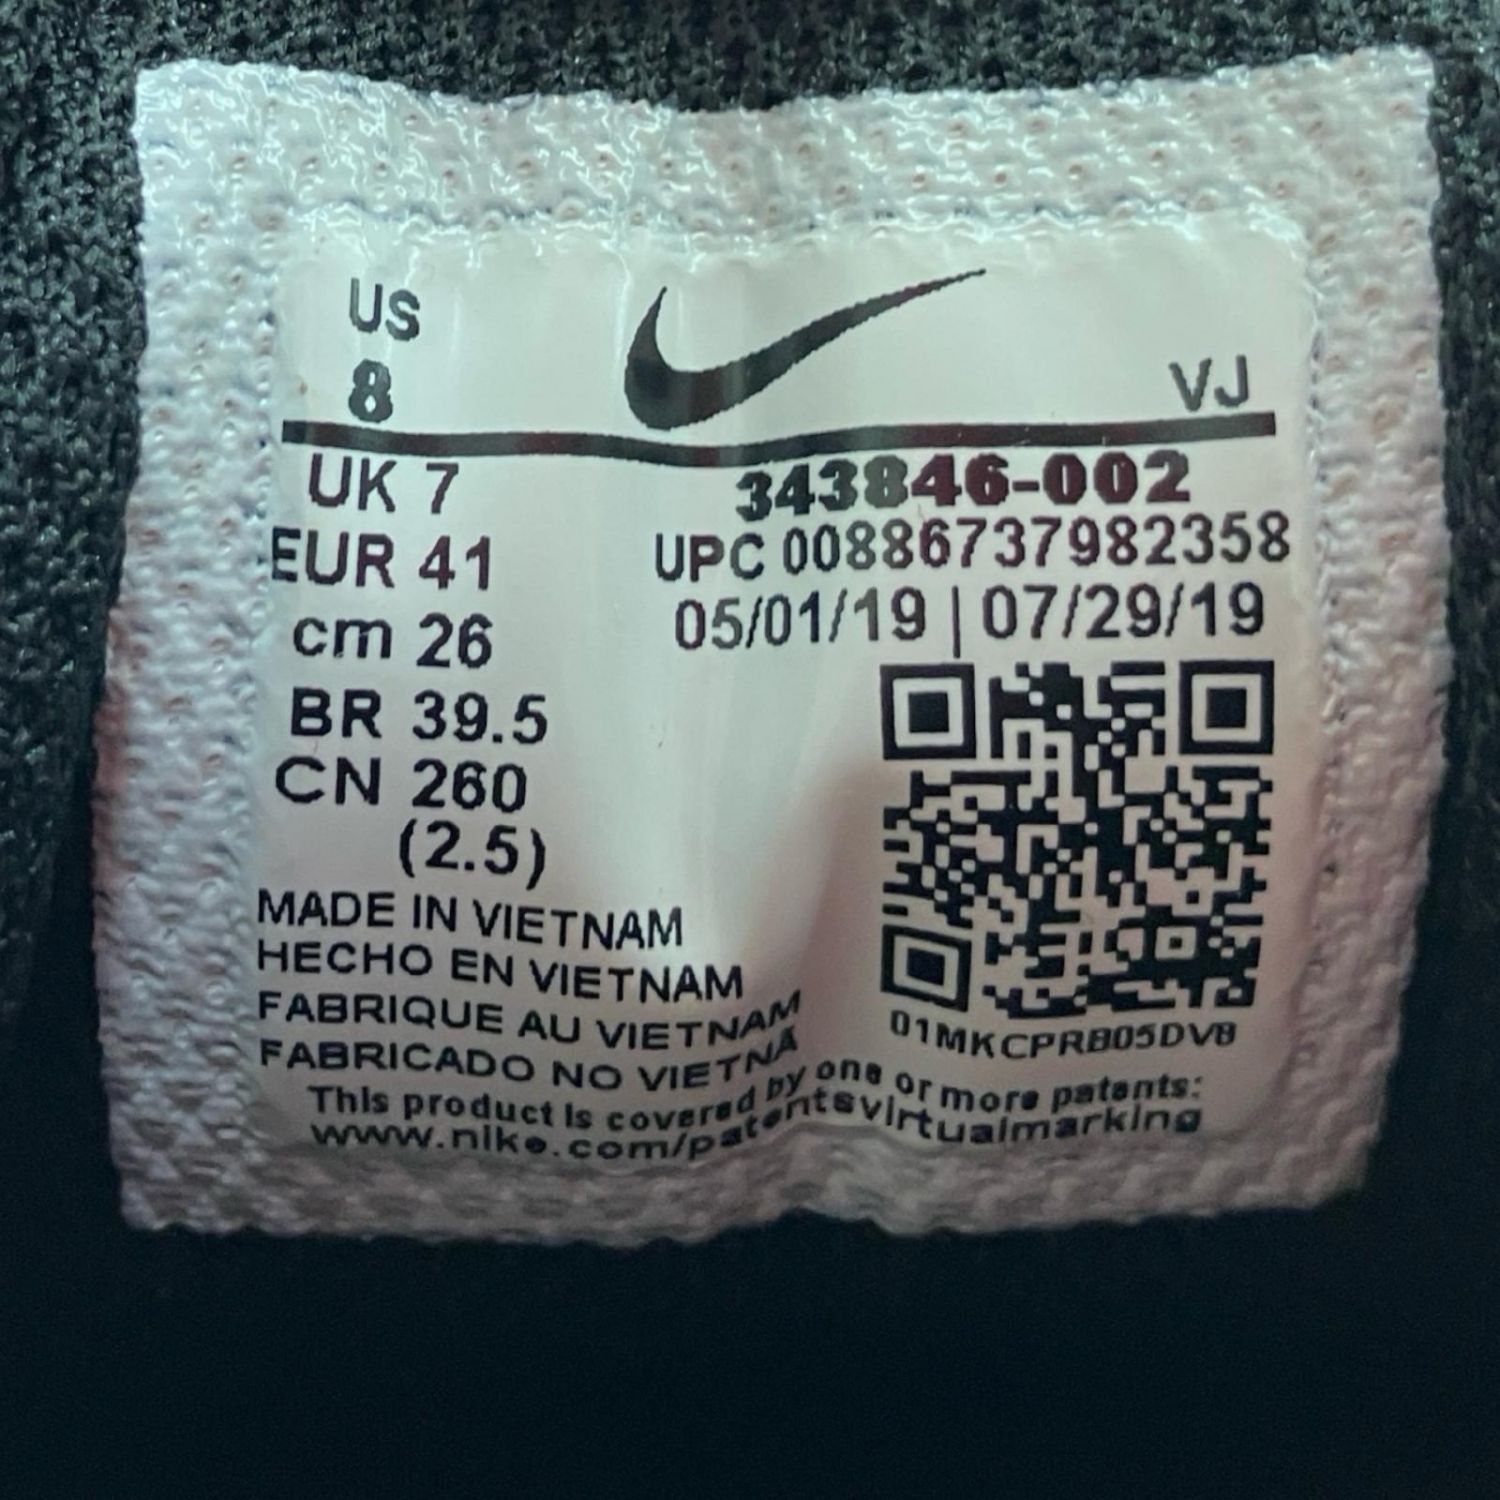 US
8
VJ
UK 7
343846-002
EUR 41
UPC 00886737982358
cm 26
05/01/19 | 07/29/19
BR 39.5
CN 260
(2.5)
MADE IN VIETNAM
HECHO EN VIETNAM
FABRIQUE AU VIETNAM
FABRICADO NO VIETNÃ
01MKCPRB05DV8
This product is covered by one or more patents:
www.nike.com/patentsvirtualmarking